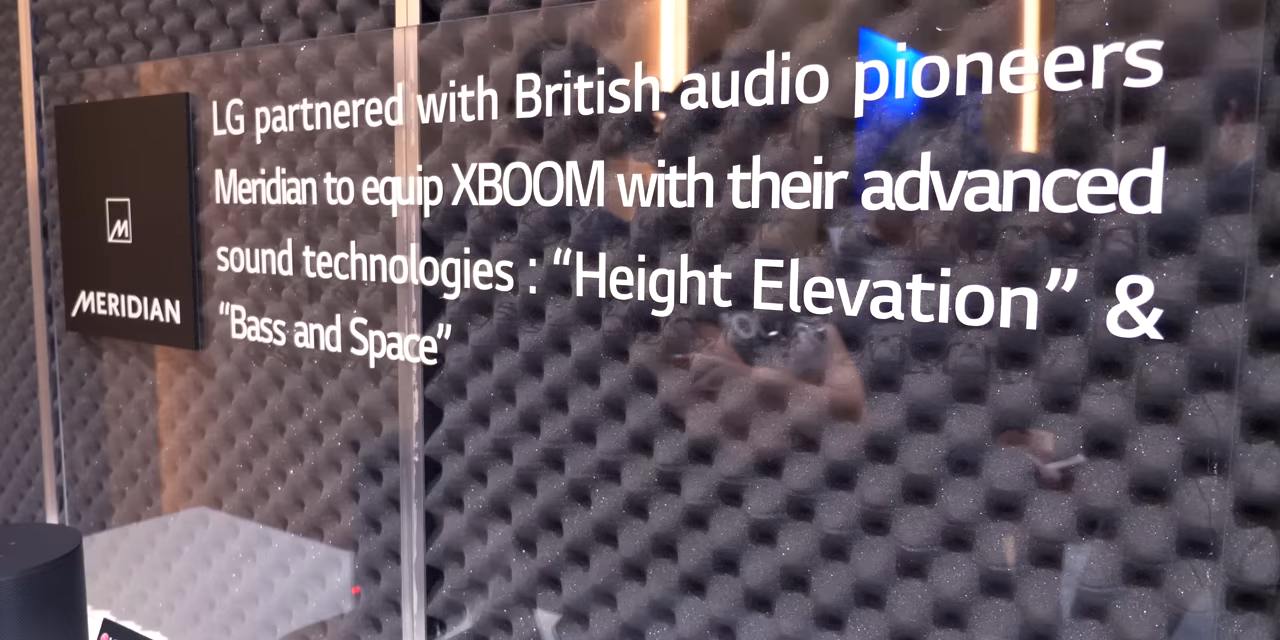 LG partnered with British audio pioneers
Meridian to equip XBOOM with their advanced
sound technologies : “Height Elevation” &
“Bass and Space”
MERIDIAN